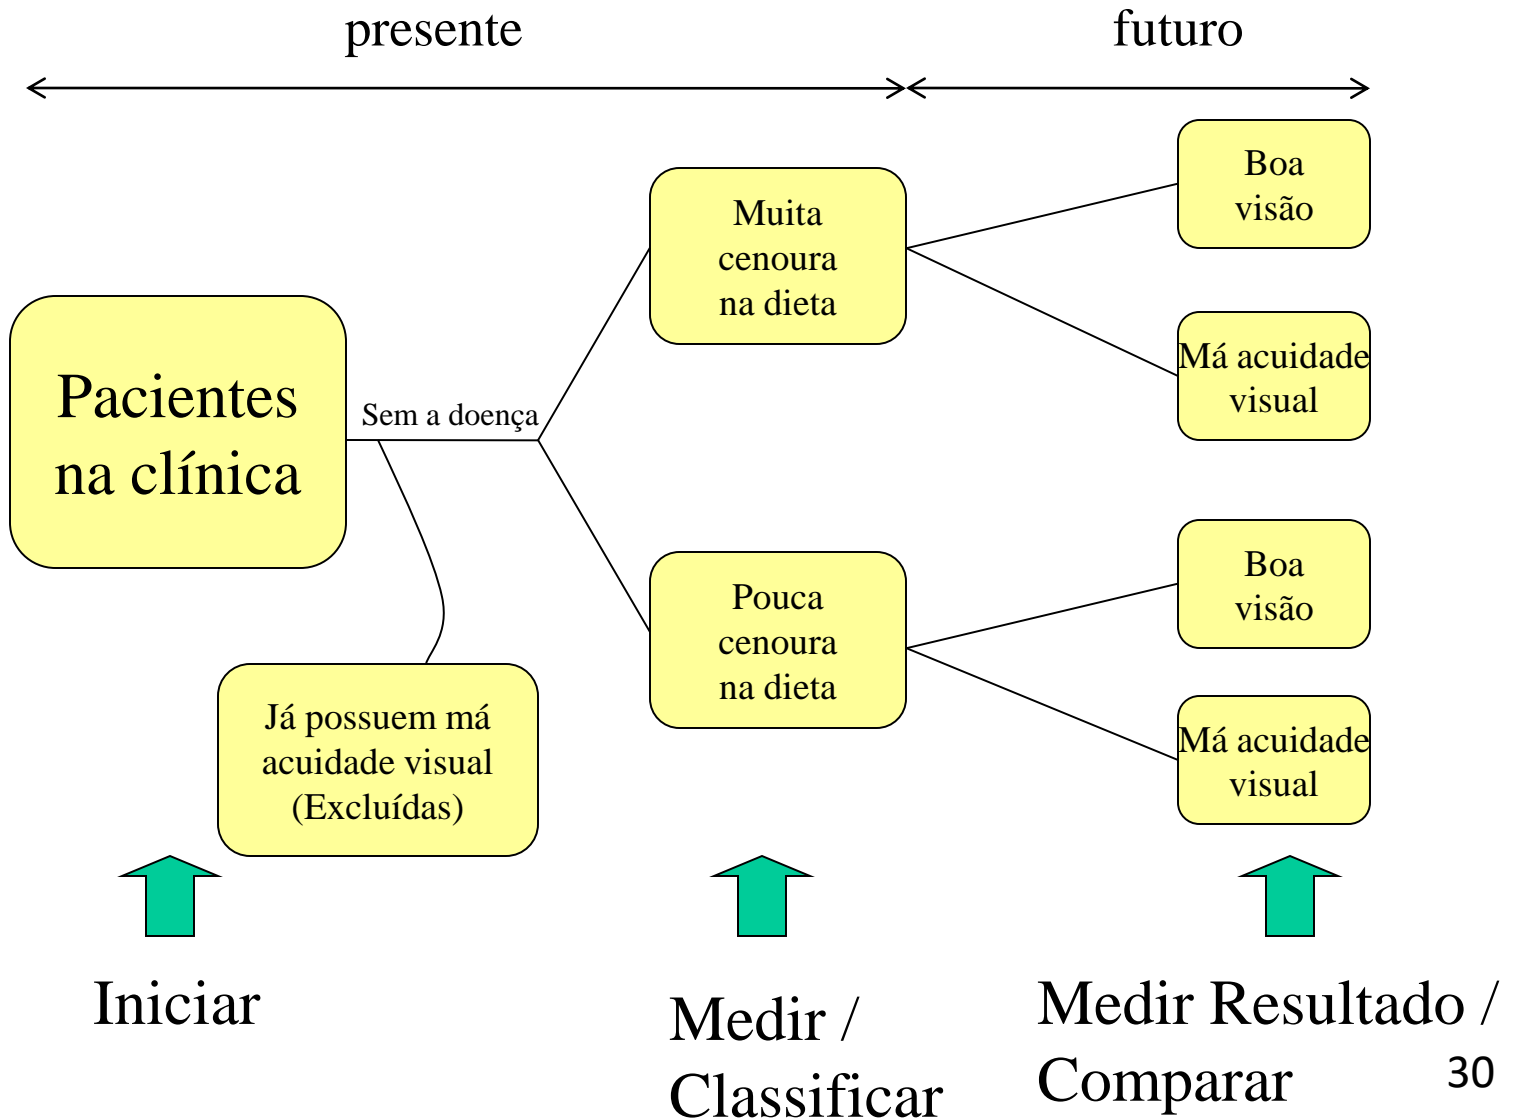 presente
futuro
Boa
visão
Muita
cenoura
na dieta
Má acuidade
visual
Pacientes
na clínica
Sem a doença
Boa
visão
Pouca
cenoura
na dieta
Já possuem má
acuidade visual
(Excluídas)
Má acuidade
visual
Iniciar
Medir /
Classificar
Medir Resultado /
Comparar
30